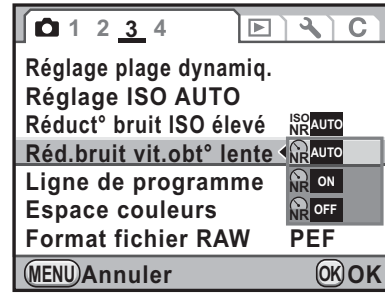 1 2 3 4 C
Réglage plage dynamiq.
Réglage ISO AUTO
Réduct° bruit ISO élevé ISO NR AUTO
Réd.bruit vit.obt° lente NR AUTO
Ligne de programme NR ON
Espace couleurs NR OFF
Format fichier RAW PEF
MENU Annuler OK OK